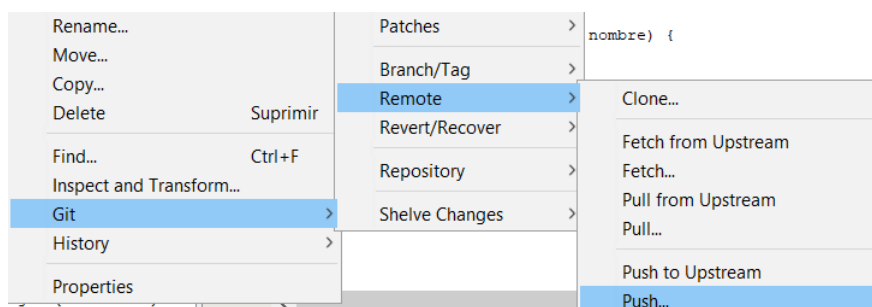 Rename...
Move...
Copy...
Delete Suprimir
Find... Ctrl+F
Inspect and Transform...
Git >
History >
Properties
Patches >
Branch/Tag >
Remote >
Revert/Recover >
Repository >
Shelve Changes >
nombre) {
Clone...
Fetch from Upstream
Fetch...
Pull from Upstream
Pull...
Push to Upstream
Push...